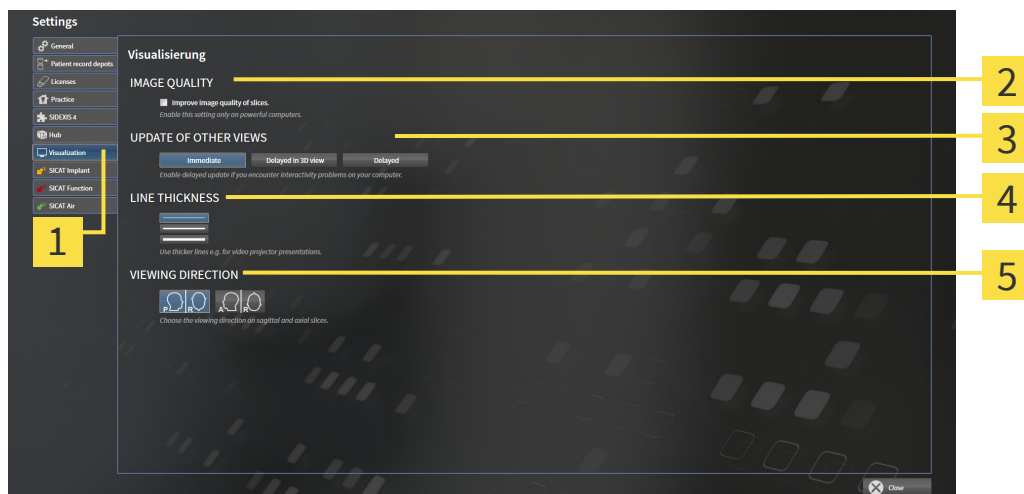 Settings
General
Patient record depots
Licenses
Practice
SIDEXIS 4
Hub
Visualization
SICAT Implant
SICAT Function
SICAT Air
1
Visualisierung
IMAGE QUALITY
2
Improve image quality of slices.
Enable this setting only on powerful computers.
UPDATE OF OTHER VIEWS
3
Immediate Delayed in 3D view Delayed
Enable delayed update if you encounter interactivity problems on your computer.
LINE THICKNESS
4
Use thicker lines e.g. for video projector presentations.
VIEWING DIRECTION
5
P R A R
Choose the viewing direction on sagittal and axial slices.
Close